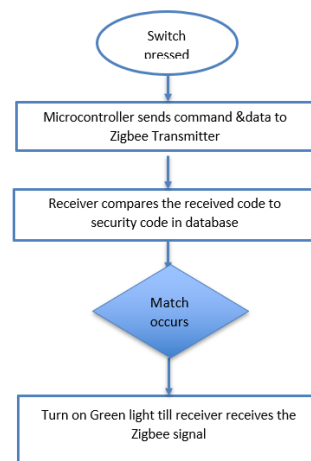 Switch
pressed
Microcontroller sends command &data to
Zigbee Transmitter
Receiver compares the received code to
security code in database
Match
occurs
Turn on Green light till receiver receives the
Zigbee signal